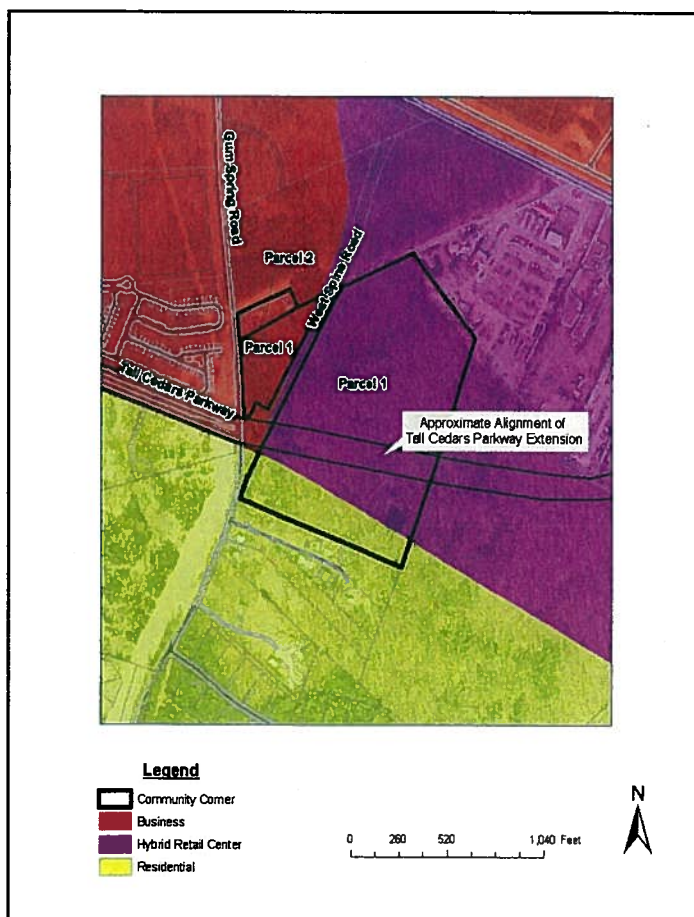 Gum Spring Road
Parcel 2
West Spine Road
Parcel 1
Parcel 1
Tall Cedars Parkway
Approximate Alignment of
Tall Cedars Parkway Extension
Legend
Community Corner
Business
Hybrid Retail Center
Residential
0 260 520 1,040 Feet
N